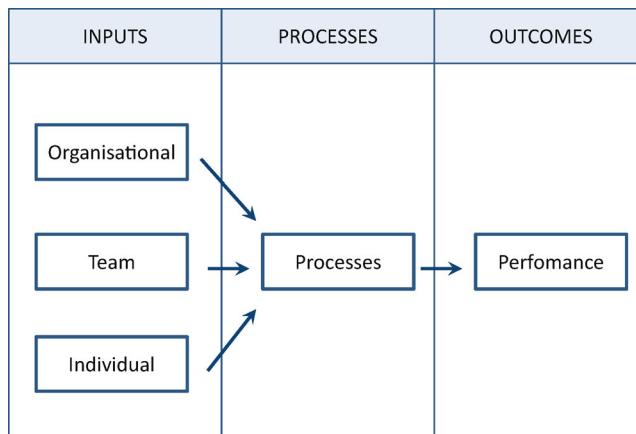 INPUTS
PROCESSES
OUTCOMES
Organisational
Team
Processes
Perfomance
Individual